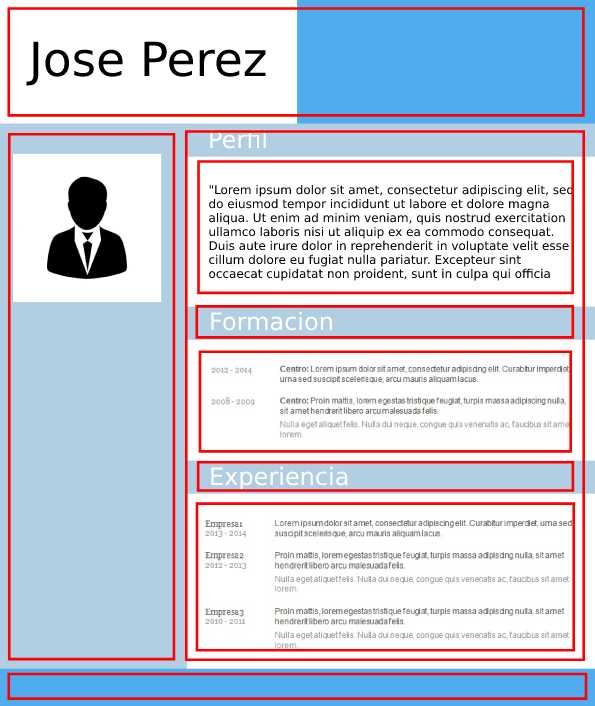 Jose Perez
Perfil
"Lorem ipsum dolor sit amet, consectetur adipiscing elit, sed
do eiusmod tempor incididunt ut labore et dolore magna
aliqua. Ut enim ad minim veniam, quis nostrud exercitation
ullamco laboris nisi ut aliquip ex ea commodo consequat.
Duis aute irure dolor in reprehenderit in voluptate velit esse
cillum dolore eu fugiat nulla pariatur. Excepteur sint
occaecat cupidatat non proident, sunt in culpa qui officia
Formacion
2012 - 2014 Centro: Lorem ipsum dolor sit amet, consectetur adipiscing elit. Curabitur imperdiet,
urna sed suscipit scelerisque, arcu mauris aliquam lacus.
2008 - 2009 Centro: Proin mattis, lorem egestas tristique feugiat, turpis massa adipiscing nulla,
sit amet hendrerit libero arcu malesuada felis.
Nulla eget aliquet felis. Nulla dui neque, congue quis venenatis ac, faucibus sit amet
lorem.
Experiencia
Empresa1 Lorem ipsum dolor sit amet, consectetur adipiscing elit. Curabitur imperdiet, urna sed
2013 - 2014 suscipit scelerisque, arcu mauris aliquam lacus.
Empresa2 Proin mattis, lorem egestas tristique feugiat, turpis massa adipiscing nulla, sit amet
2012 - 2013 hendrerit libero arcu malesuada felis.
Nulla eget aliquet felis. Nulla dui neque, congue quis venenatis ac, faucibus sit amet
lorem.
Empresa3 Proin mattis, lorem egestas tristique feugiat, turpis massa adipiscing nulla, sit amet
2010 - 2011 hendrerit libero arcu malesuada felis.
Nulla eget aliquet felis. Nulla dui neque, congue quis venenatis ac, faucibus sit amet
lorem.